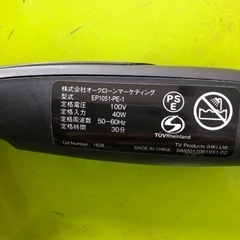 株式会社オークローンマーケティング
型式 EP1051-PE-1
定格電圧 100V
定格入力 40W
定格周波数 50–60Hz
定格時間 30分
P S E
TÜVRheinland
Lot Number 1828
TV Products (HK) Ltd.
MADE IN CHINA